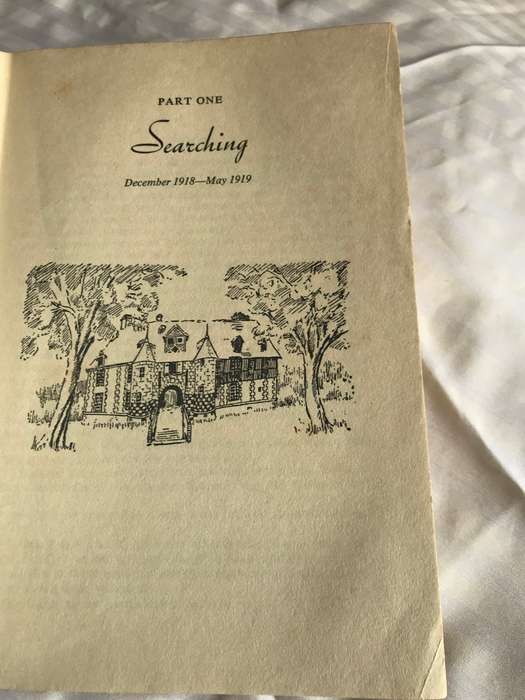 PART ONE
Searching
December 1918—May 1919